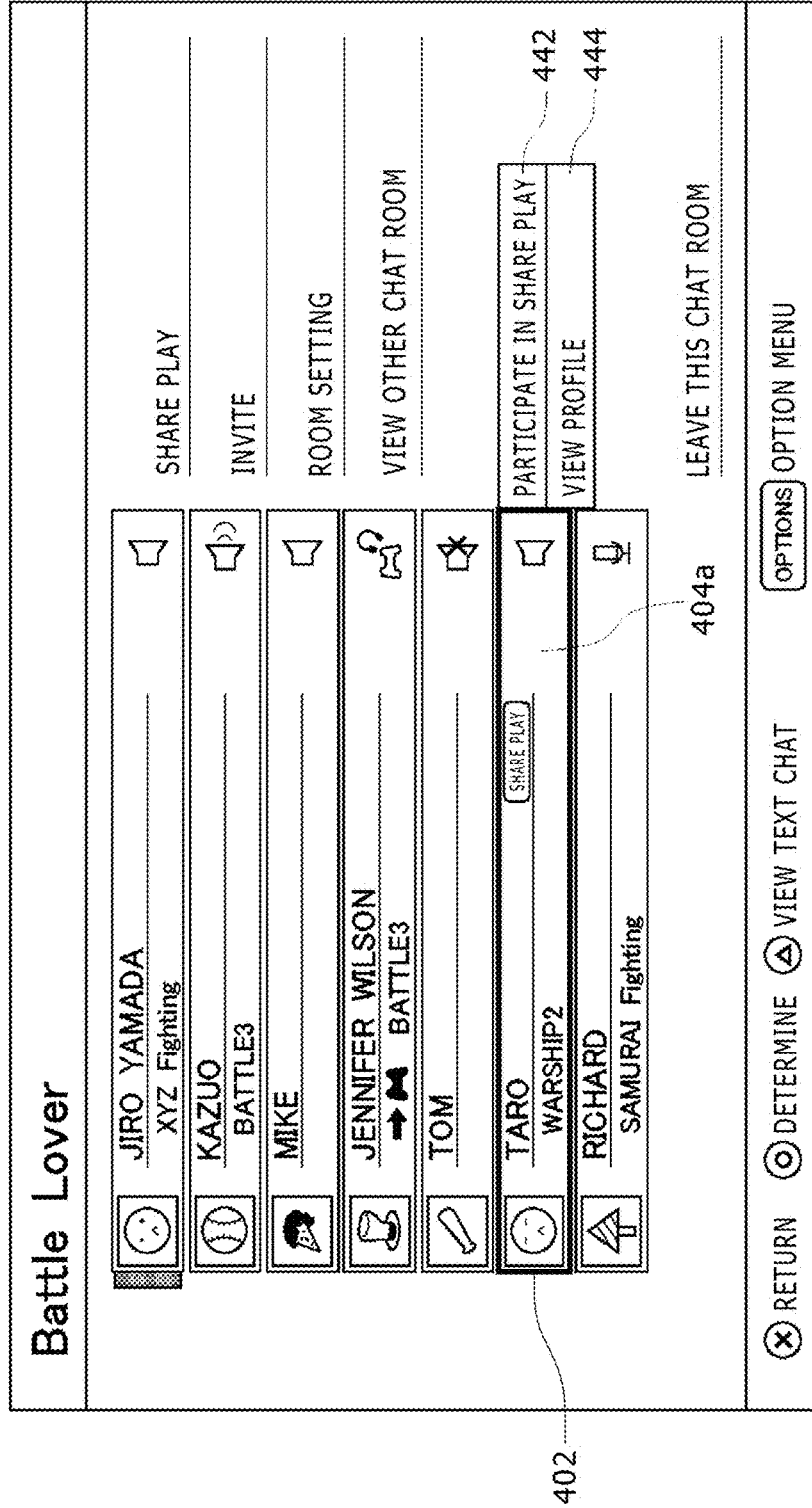 Battle Lover
JIRO YAMADA
XYZ Fighting
KAZUO
BATTLE3
MIKE
JENNIFER WILSON
BATTLE3
TOM
TARO
SHARE PLAY
WARSHIP2
RICHARD
SAMURAI Fighting
SHARE PLAY
INVITE
ROOM SETTING
VIEW OTHER CHAT ROOM
PARTICIPATE IN SHARE PLAY
VIEW PROFILE
LEAVE THIS CHAT ROOM
442
444
404a
402
RETURN DETERMINE VIEW TEXT CHAT OPTIONS OPTION MENU